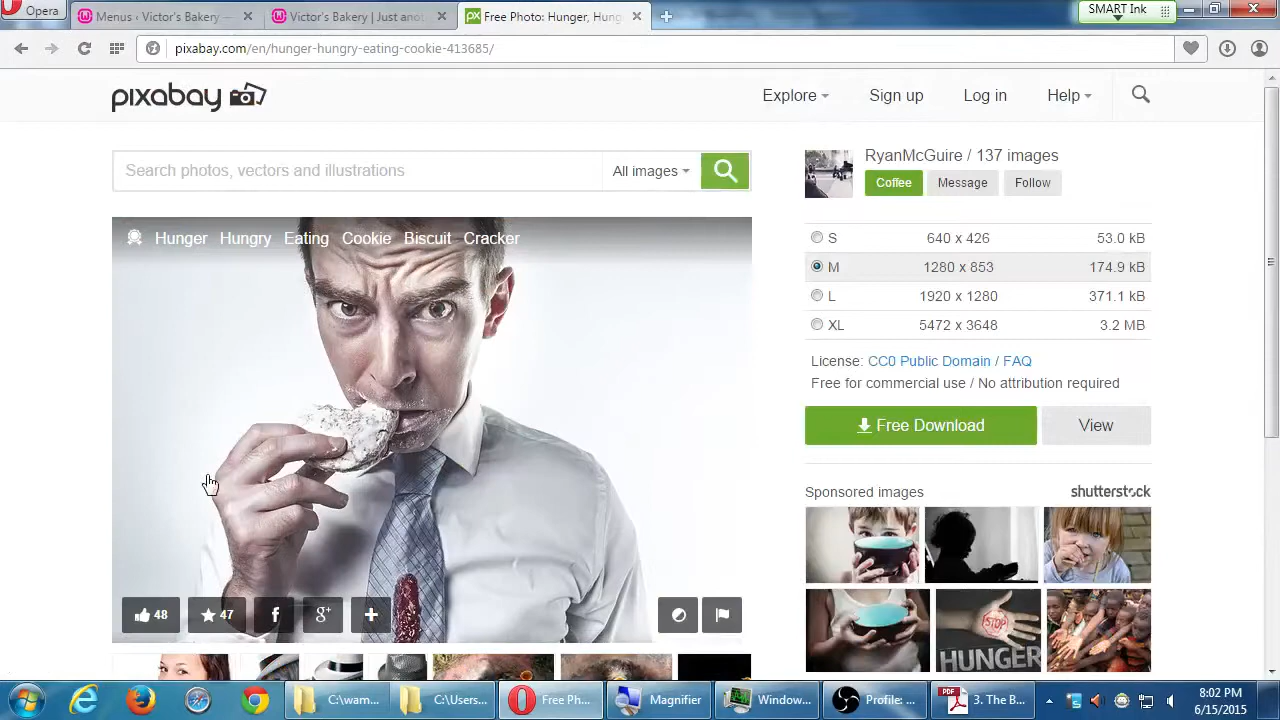 Opera
Menus ‹ Victor's Bakery —
Victor's Bakery | Just anot
px
Free Photo: Hunger, Hung
SMART Ink
pixabay.com/en/hunger-hungry-eating-cookie-413685/
pixabay
Explore
Sign up
Log in
Help
Search photos, vectors and illustrations
All images
RyanMcGuire / 137 images
Coffee
Message
Follow
Hunger
Hungry
Eating
Cookie
Biscuit
Cracker
S 640 x 426 53.0 kB
M 1280 x 853 174.9 kB
L 1920 x 1280 371.1 kB
XL 5472 x 3648 3.2 MB
License: CC0 Public Domain / FAQ
Free for commercial use / No attribution required
Free Download
View
Sponsored images
shutterstock
STOP
HUNGER
48
47
f
g+
C:\wam...
C:\Users...
Free Ph...
Magnifier
Window...
Profile: ...
PDF
3. The B...
8:02 PM
6/15/2015